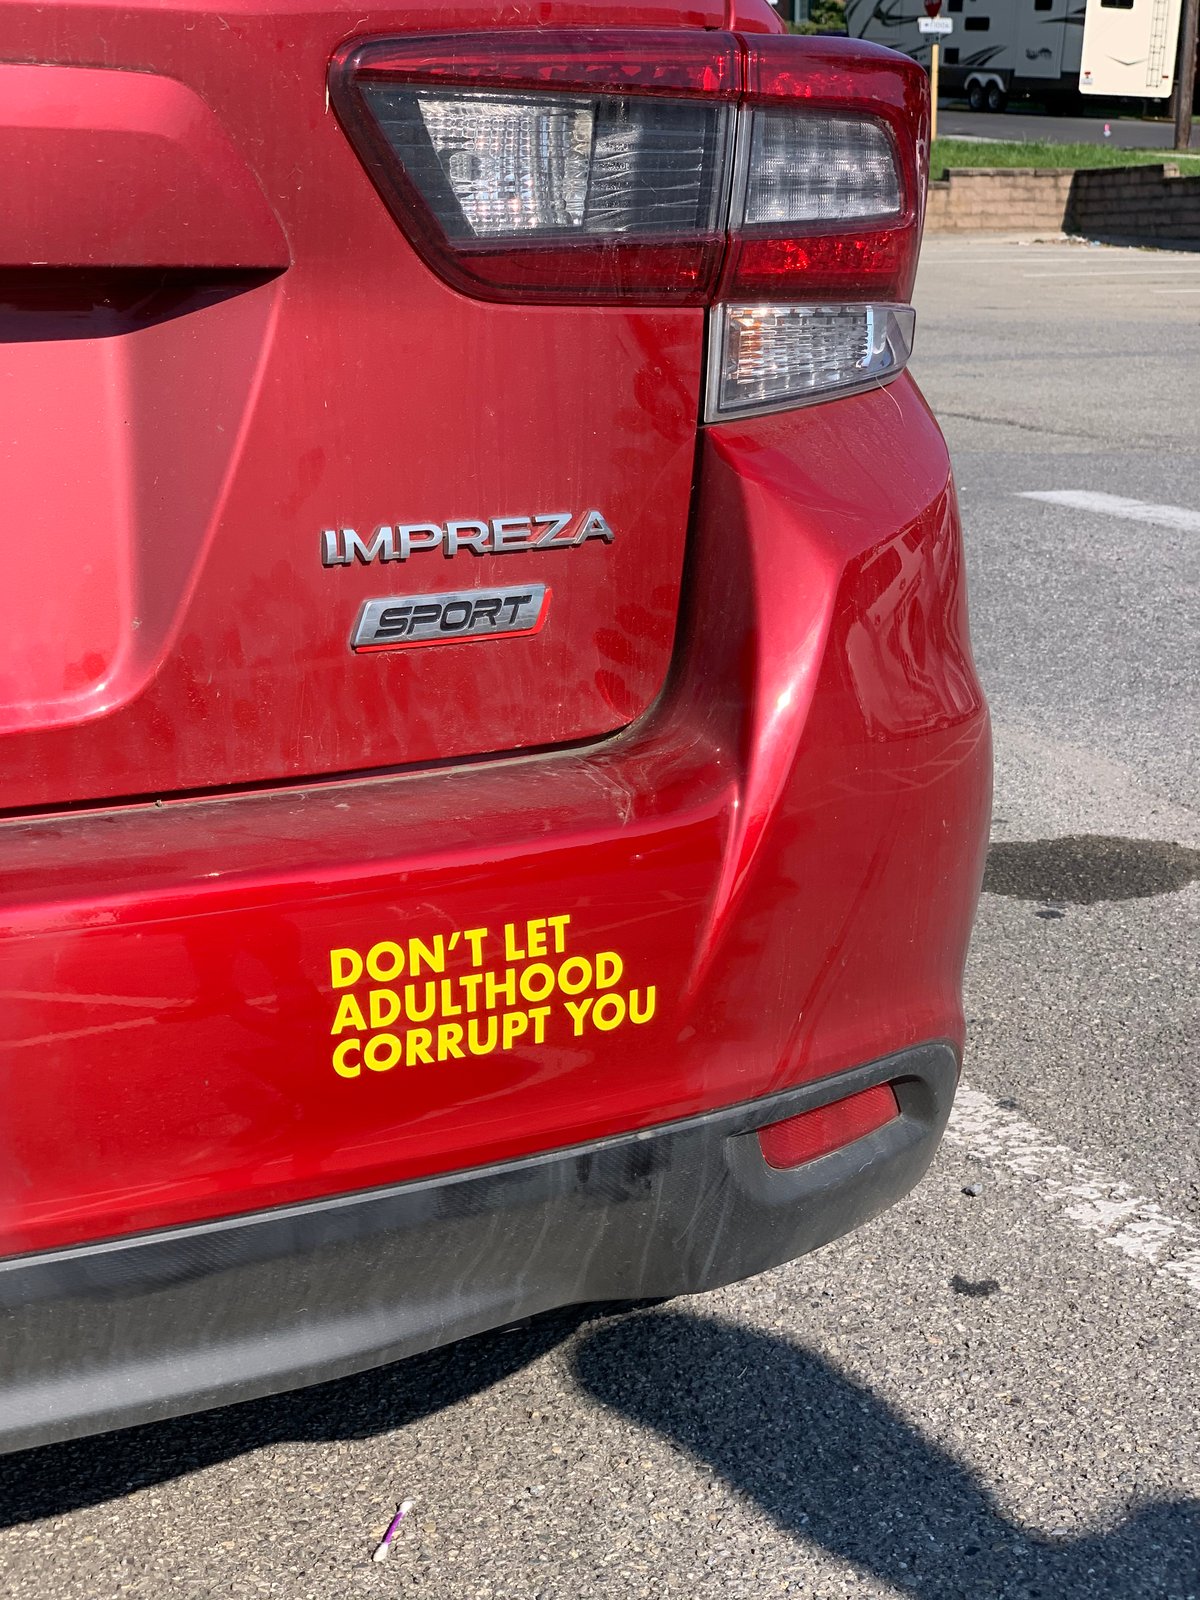 IMPREZA
SPORT
DON'T LET
ADULTHOOD
CORRUPT YOU